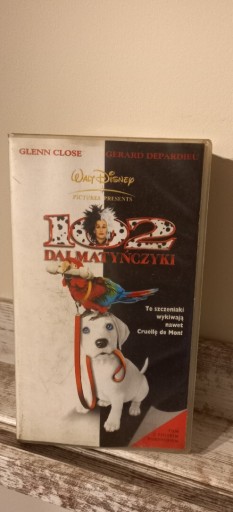 GLENN CLOSE GERARD DEPARDIEU
WALT DISNEY
PICTURES PRESENTS
102
DALMATYŃCZYKI
Te szczeniaki
wykiwają
nawet
Cruellę de Mon!